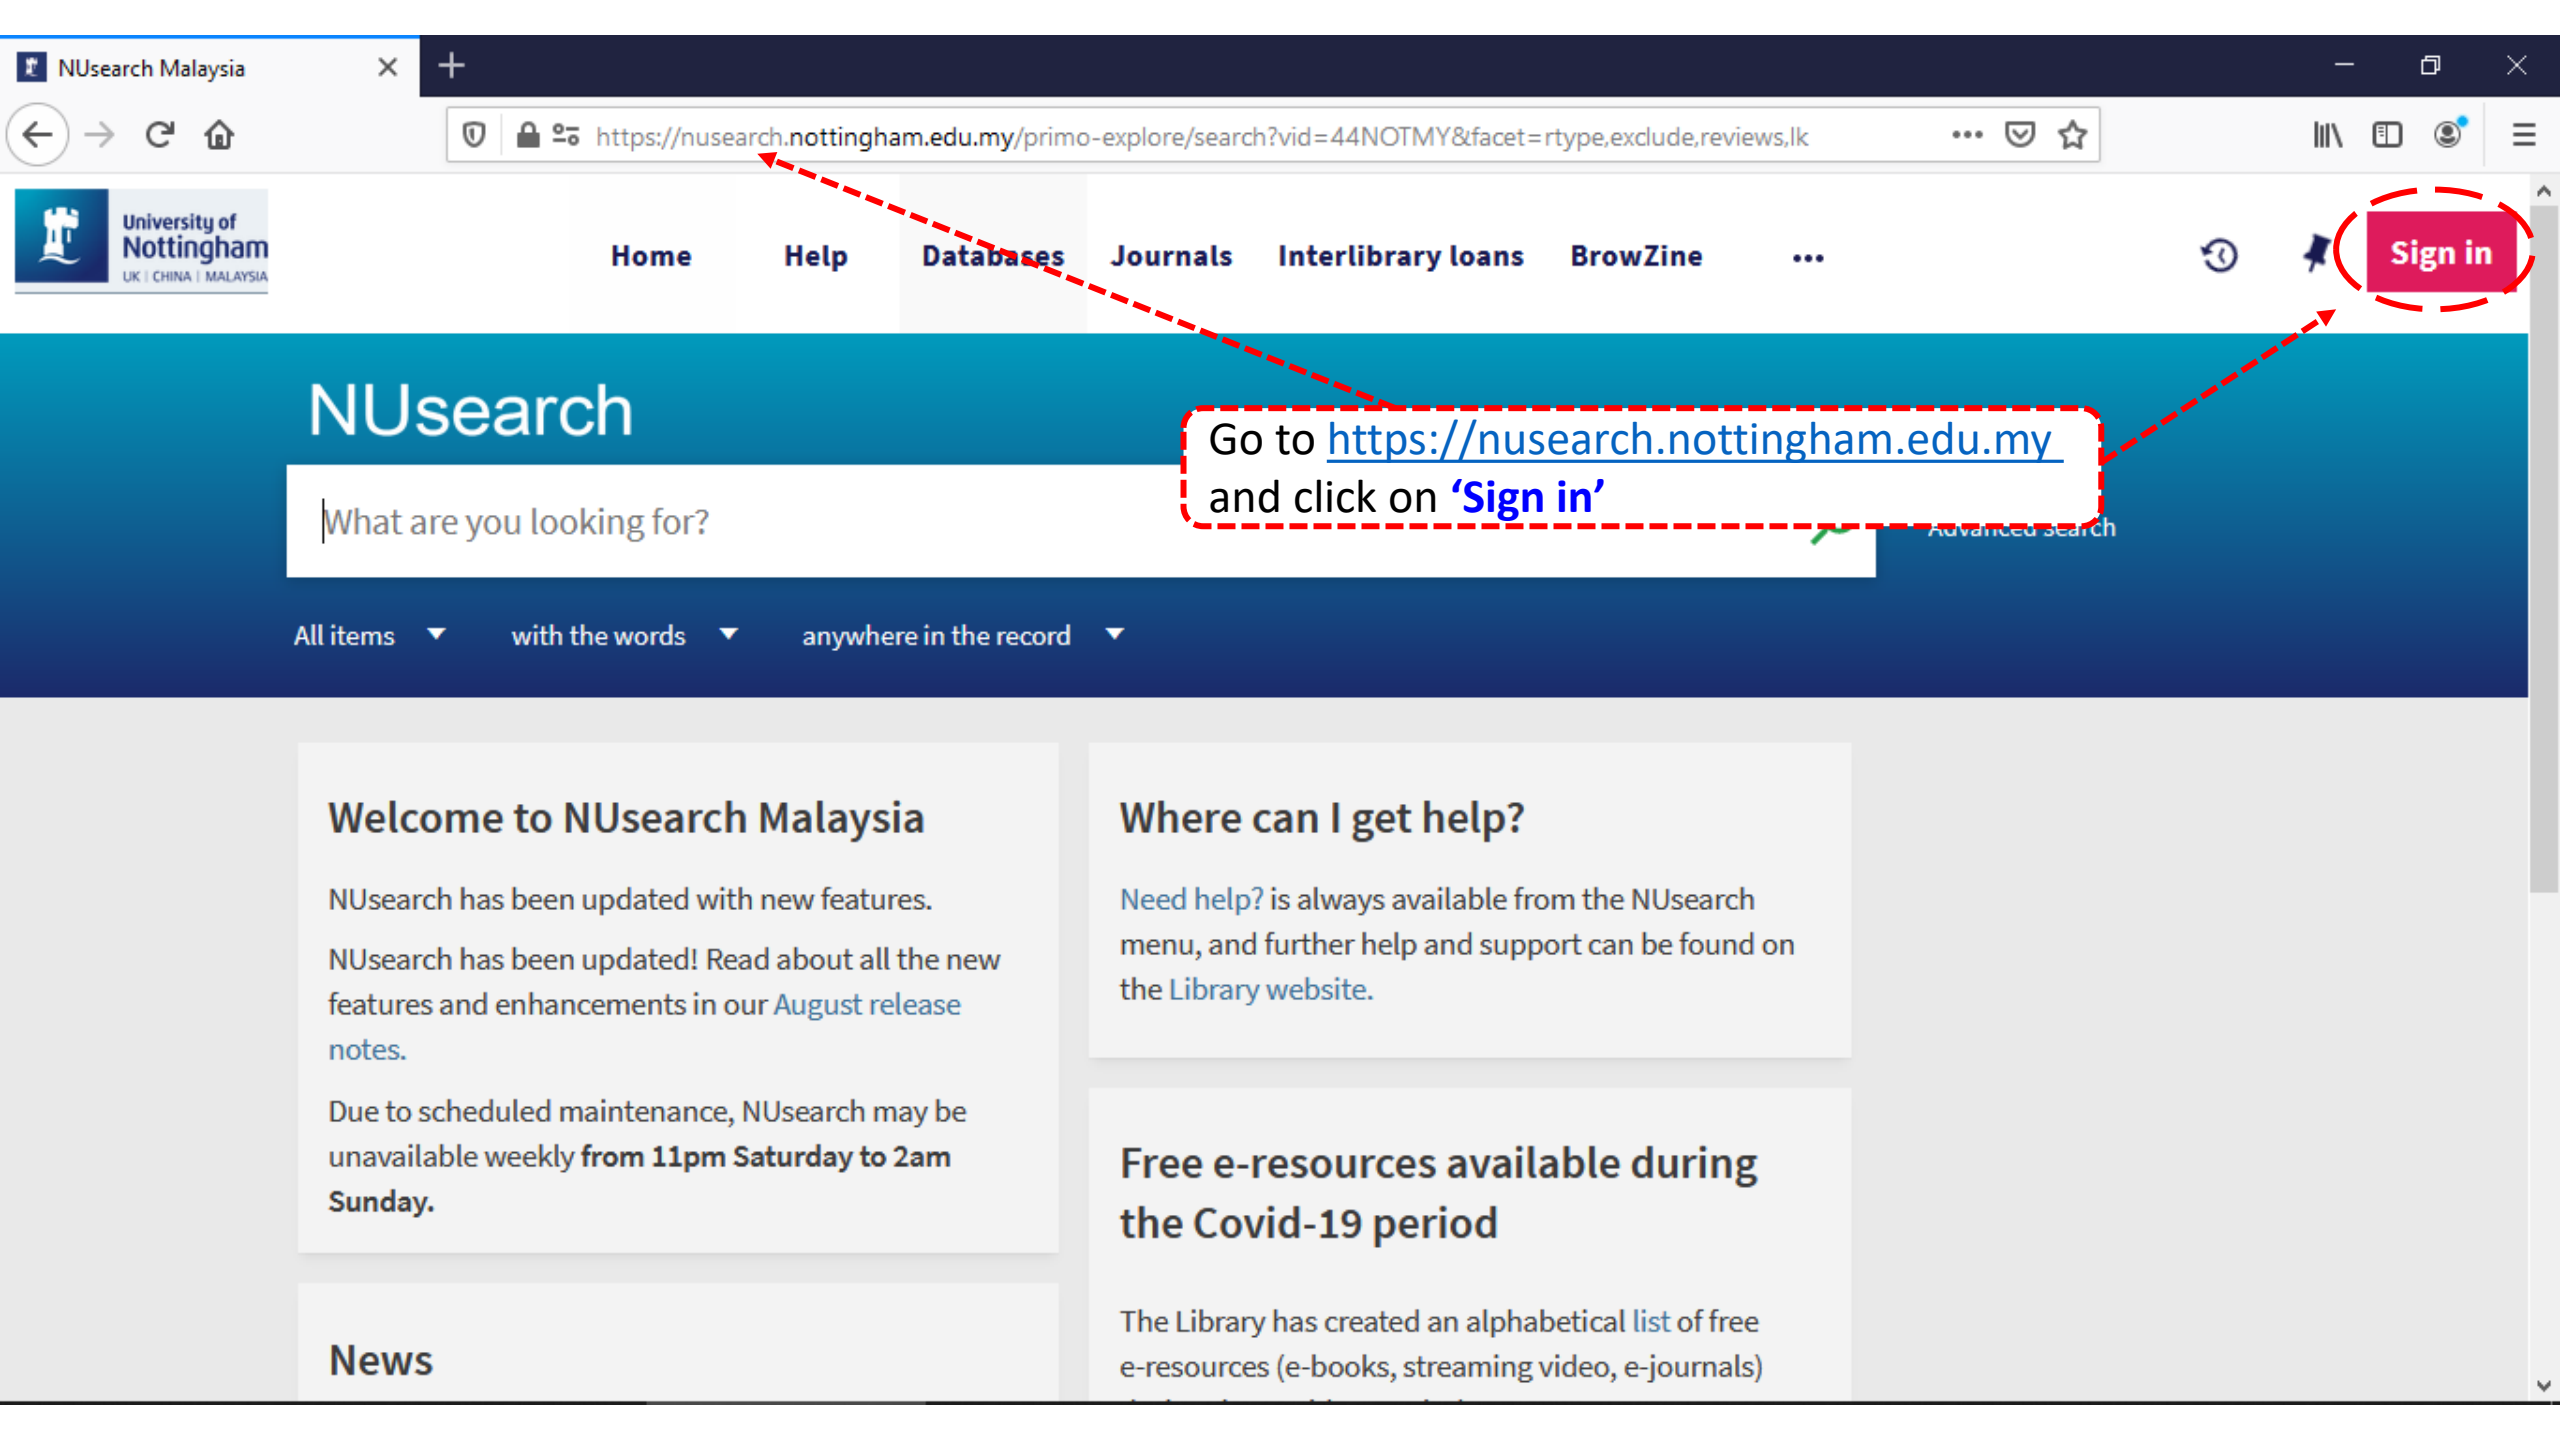 NUsearch Malaysia
https://nusearch.nottingham.edu.my/primo-explore/search?vid=44NOTMY&facet=rtype,exclude,reviews,lk
University of
Nottingham
UK | CHINA | MALAYSIA
Home Help Databases Journals Interlibrary loans BrowZine ...
Sign in
NUsearch
Go to https://nusearch.nottingham.edu.my
and click on ‘Sign in’
What are you looking for?
Advanced search
All items with the words anywhere in the record
Welcome to NUsearch Malaysia
NUsearch has been updated with new features.
NUsearch has been updated! Read about all the new
features and enhancements in our August release
notes.
Due to scheduled maintenance, NUsearch may be
unavailable weekly from 11pm Saturday to 2am
Sunday.
News
Where can I get help?
Need help? is always available from the NUsearch
menu, and further help and support can be found on
the Library website.
Free e-resources available during
the Covid-19 period
The Library has created an alphabetical list of free
e-resources (e-books, streaming video, e-journals)